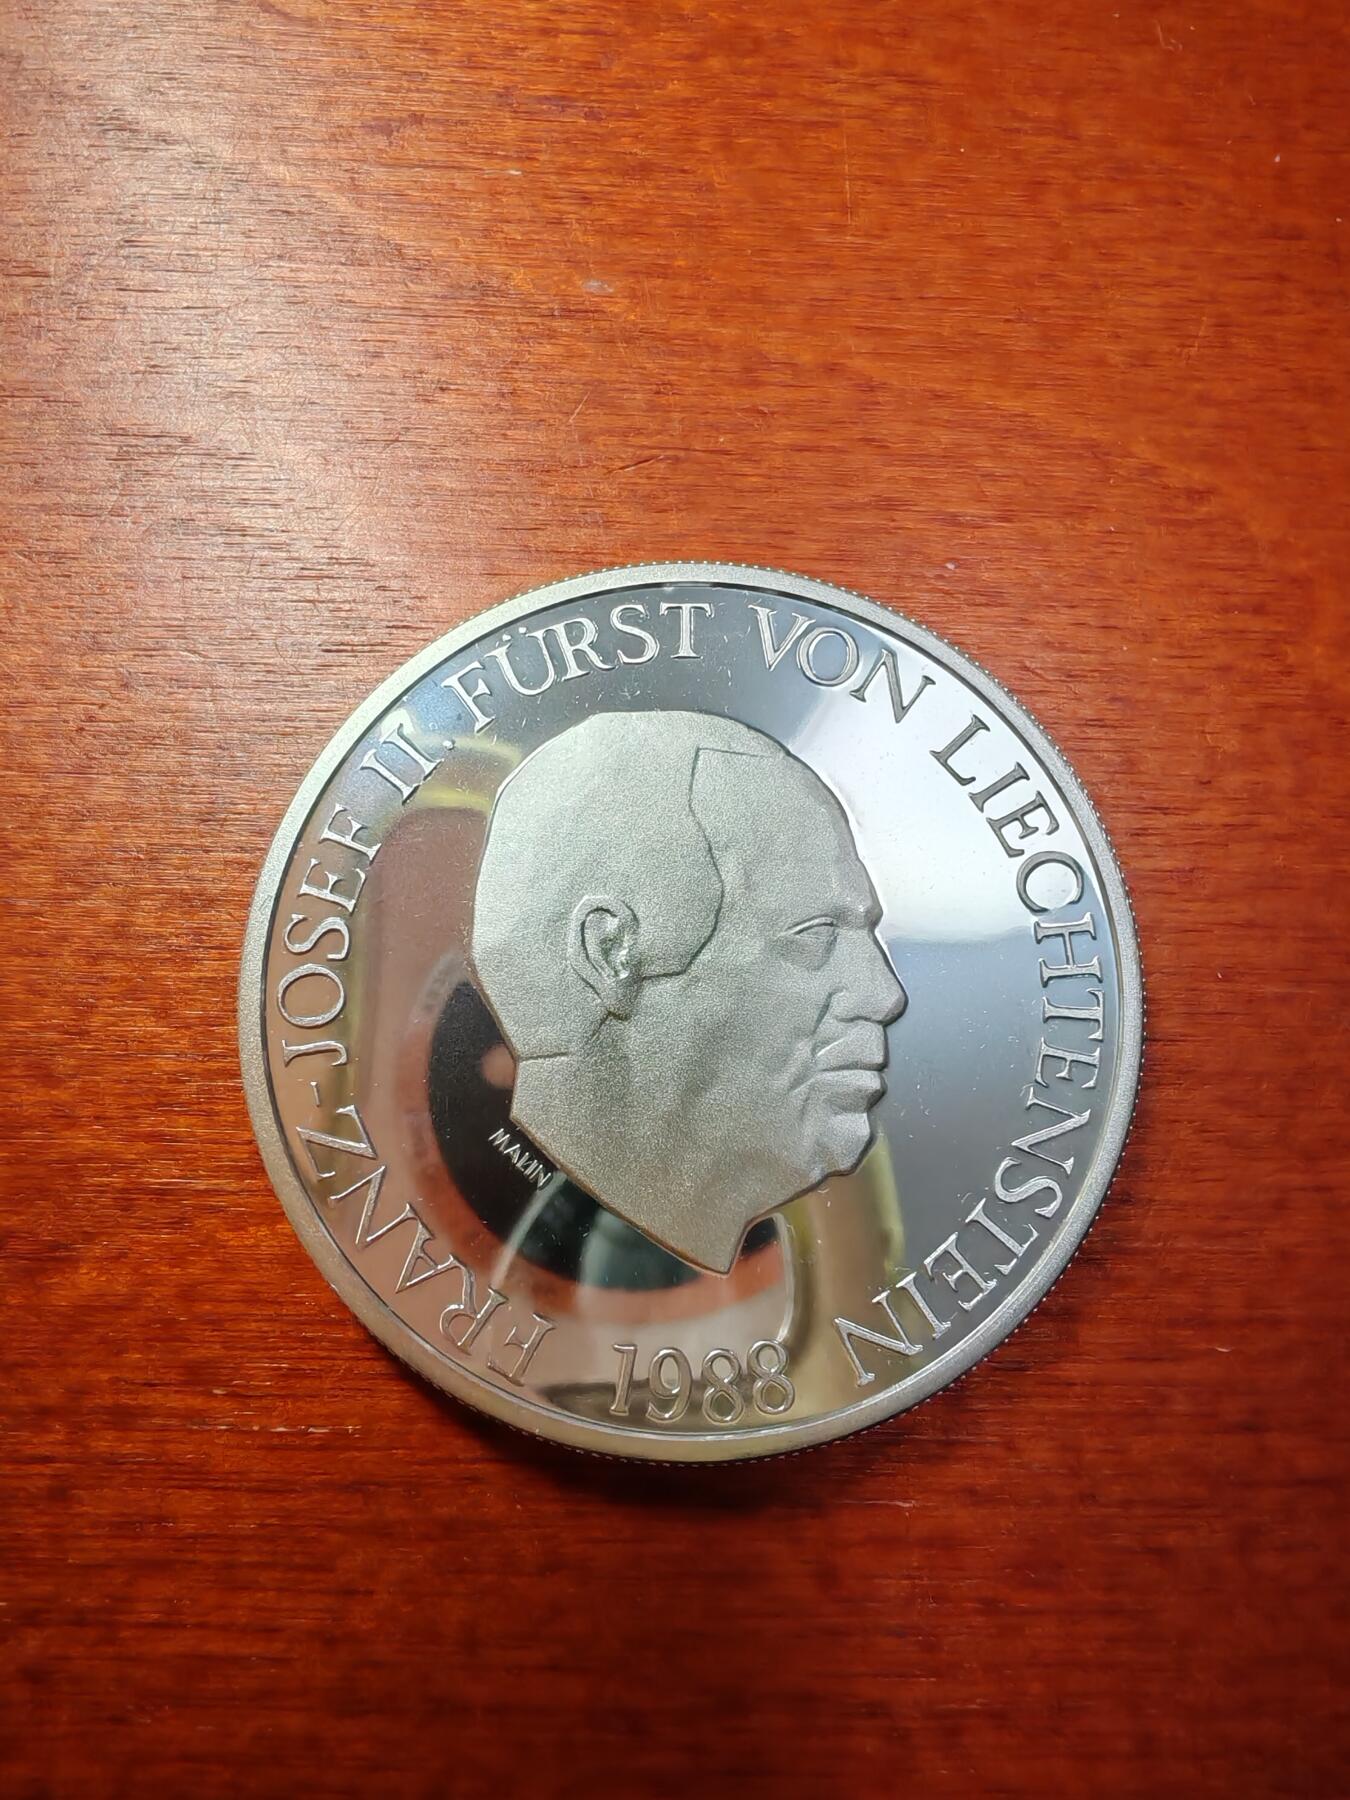 FRANZ-JOSEF II. FÜRST VON LIECHTENSTEIN
MALIN
1988